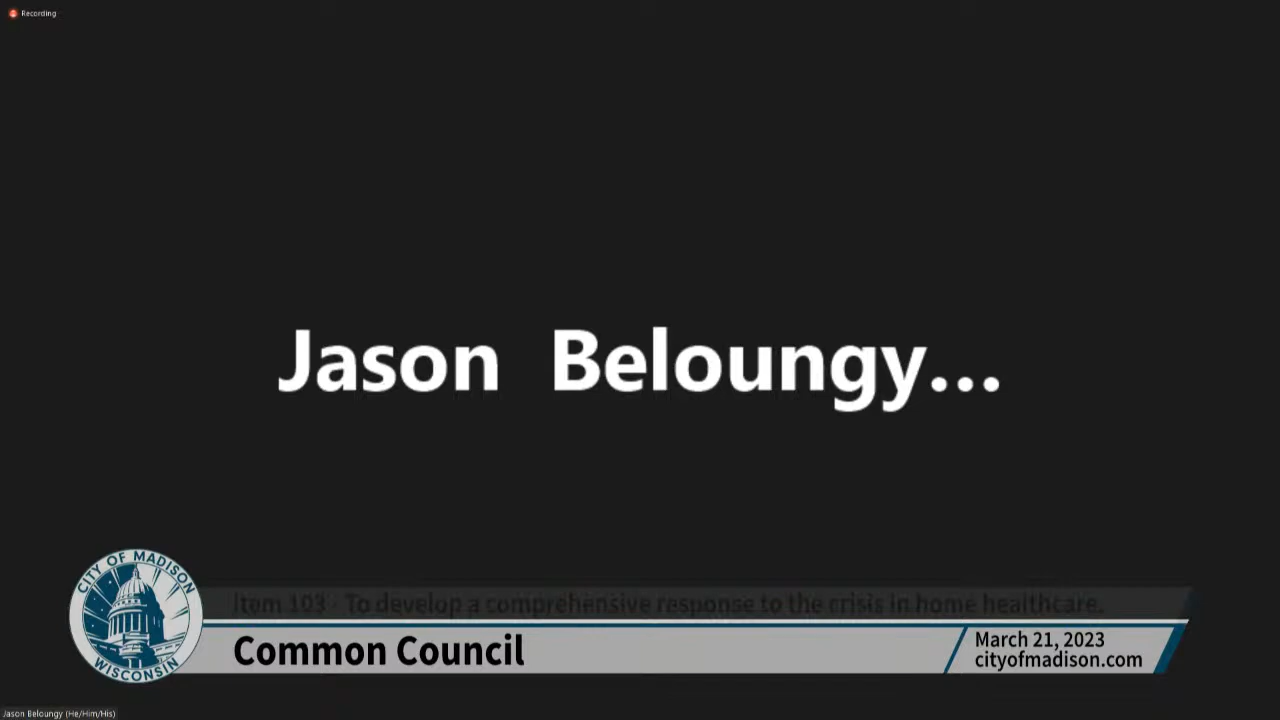 Recording
Jason Beloungy...
CITY OF MADISON
WISCONSIN
Item 103 - To develop a comprehensive response to the crisis in home healthcare.
Common Council
March 21, 2023
cityofmadison.com
Jason Beloungy (He/Him/His)